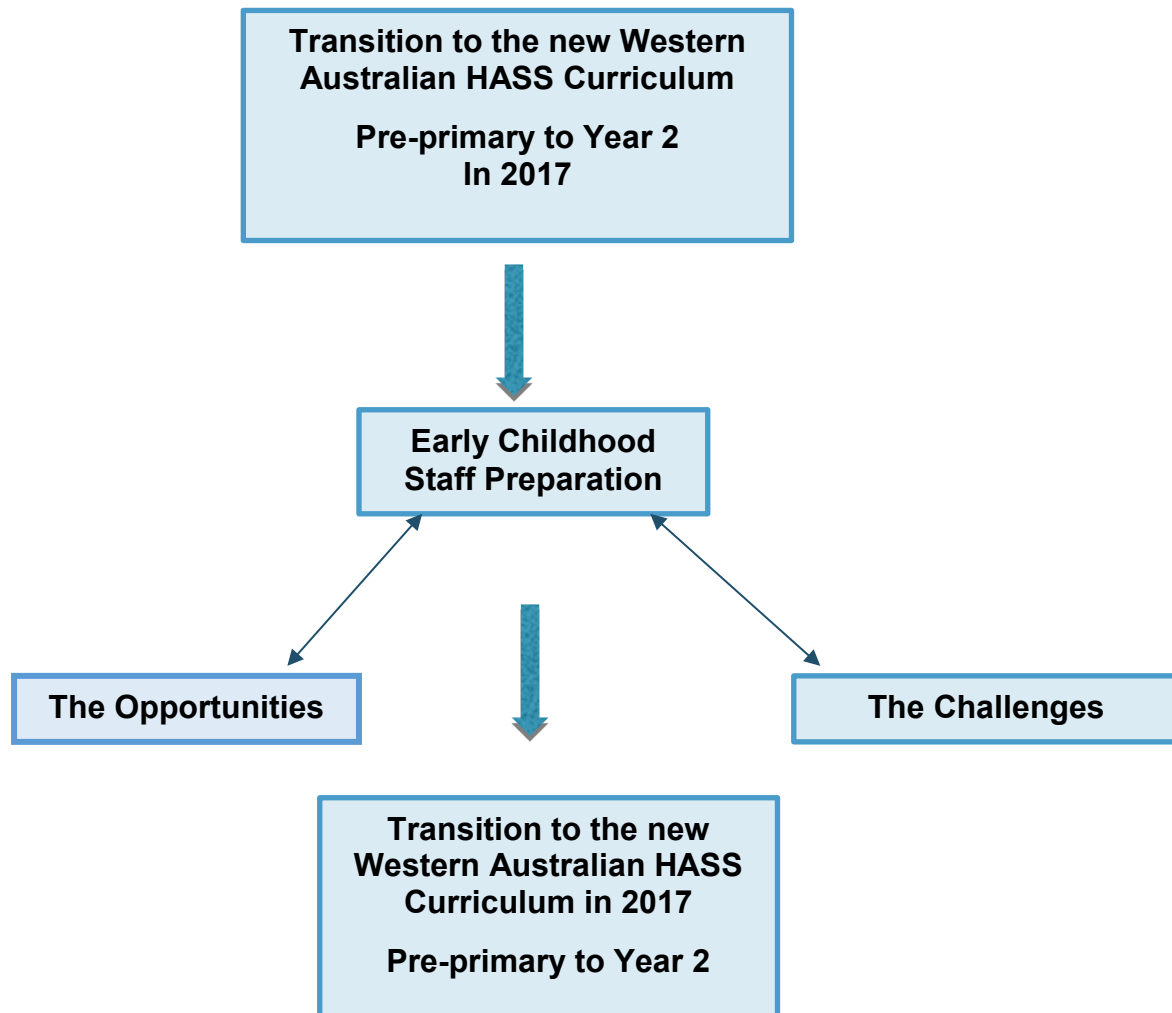 Transition to the new Western
Australian HASS Curriculum
Pre-primary to Year 2
In 2017
Early Childhood
Staff Preparation
The Opportunities
The Challenges
Transition to the new
Western Australian HASS
Curriculum in 2017
Pre-primary to Year 2